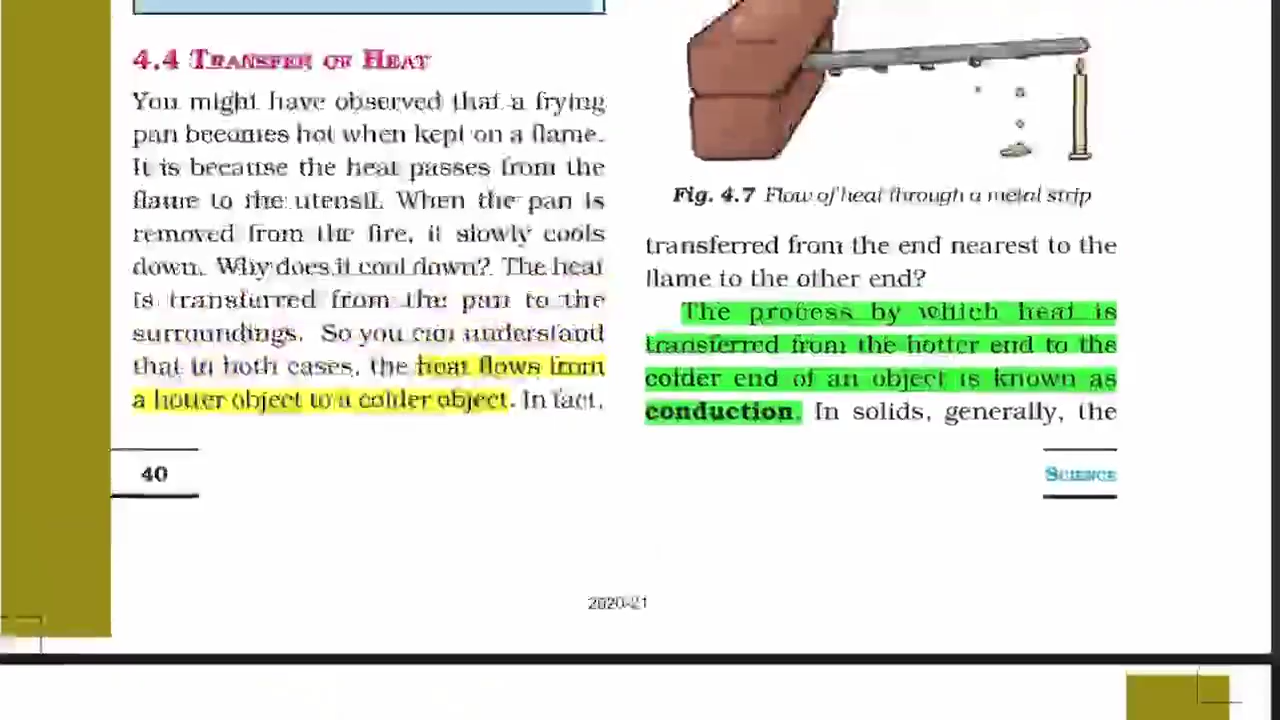 4.4 Transfer of Heat
You might have observed that a frying
pan becomes hot when kept on a flame.
It is because the heat passes from the
flame to the utensil. When the pan is
removed from the fire, it slowly cools
down. Why does it cool down? The heat
is transferred from the pan to the
surroundings. So you can understand
that in both cases, the heat flows from
a hotter object to a colder object. In fact,
40
Fig. 4.7 Flow of heat through a metal strip
transferred from the end nearest to the
flame to the other end?
The process by which heat is
transferred from the hotter end to the
colder end of an object is known as
conduction. In solids, generally, the
Science
2020-21